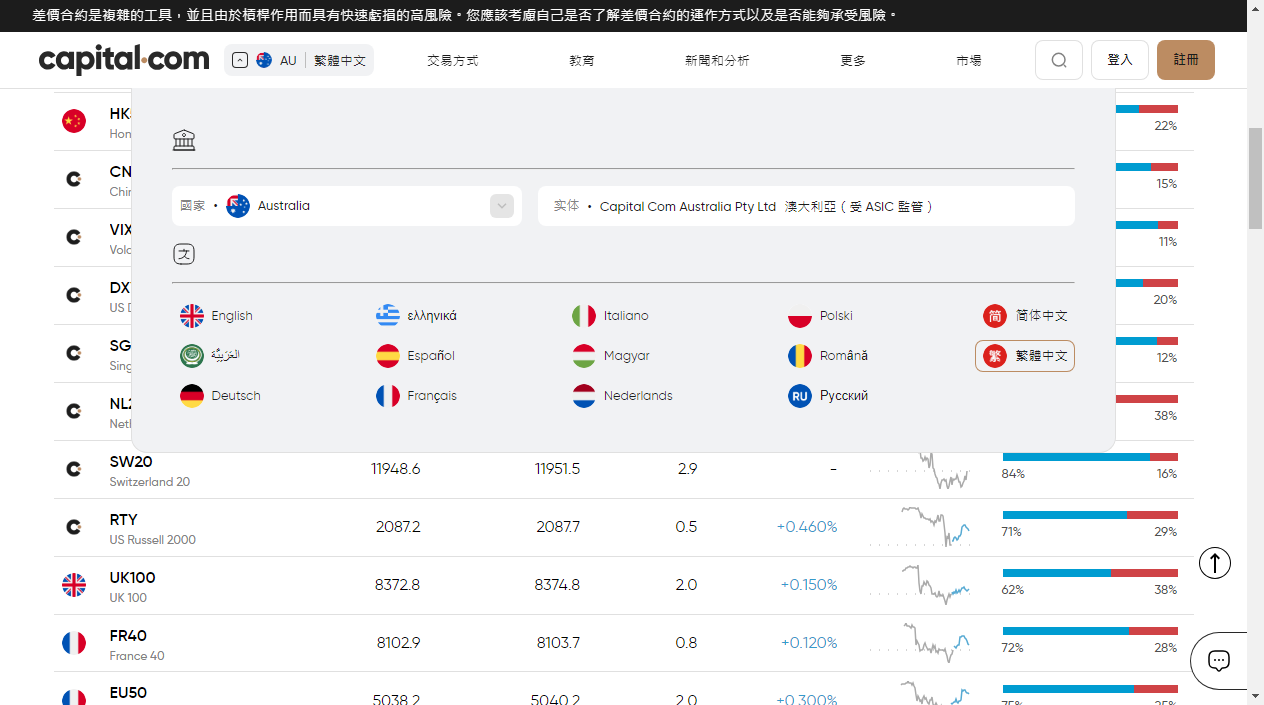 差價合約是複雜的工具，並且由於槓桿作用而具有快速虧損的高風險。您應該考慮自己是否了解差價合約的運作方式以及是否能夠承受風險。
capital.com AU 繁體中文 交易方式 教育 新聞和分析 更多 市場 登入 註冊
22%
CN
15%
VIX
11%
20%
12%
38%
國家 • Australia 实体 • Capital Com Australia Pty Ltd 澳大利亞（受 ASIC 監管）
文
English ελληνικά Italiano Polski 简 简体中文
العَرَبِيَّة Español Magyar Română 繁 繁體中文
Deutsch Français Nederlands RU Русский
SW20 11948.6 11951.5 2.9 -
Switzerland 20 84% 16%
RTY 2087.2 2087.7 0.5 +0.460%
US Russell 2000 71% 29%
UK100 8372.8 8374.8 2.0 +0.150%
UK 100 62% 38%
FR40 8102.9 8103.7 0.8 +0.120%
France 40 72% 28%
EU50 5038.2 5040.2 2.0 +0.300%
75% 25%